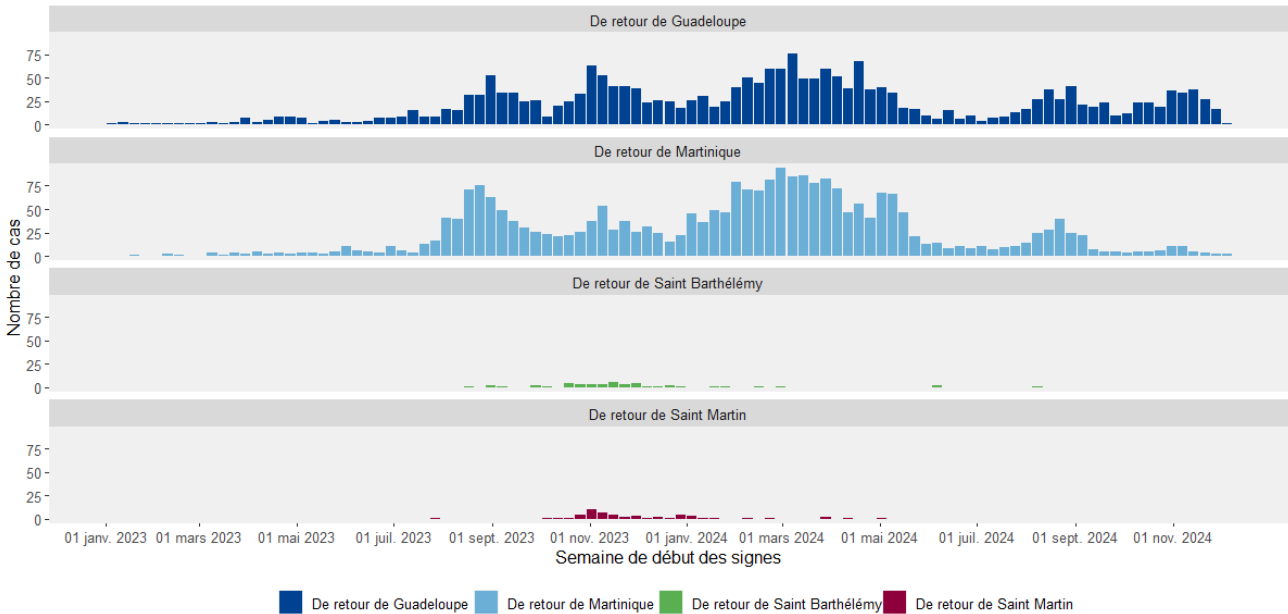 De retour de Guadeloupe
75
50
25
0
De retour de Martinique
75
50
25
0
De retour de Saint Barthélémy
75
50
25
0
De retour de Saint Martin
75
50
25
0
Nombre de cas
01 janv. 2023 01 mars 2023 01 mai 2023 01 juil. 2023 01 sept. 2023 01 nov. 2023 01 janv. 2024 01 mars 2024 01 mai 2024 01 juil. 2024 01 sept. 2024 01 nov. 2024
Semaine de début des signes
De retour de Guadeloupe De retour de Martinique De retour de Saint Barthélémy De retour de Saint Martin